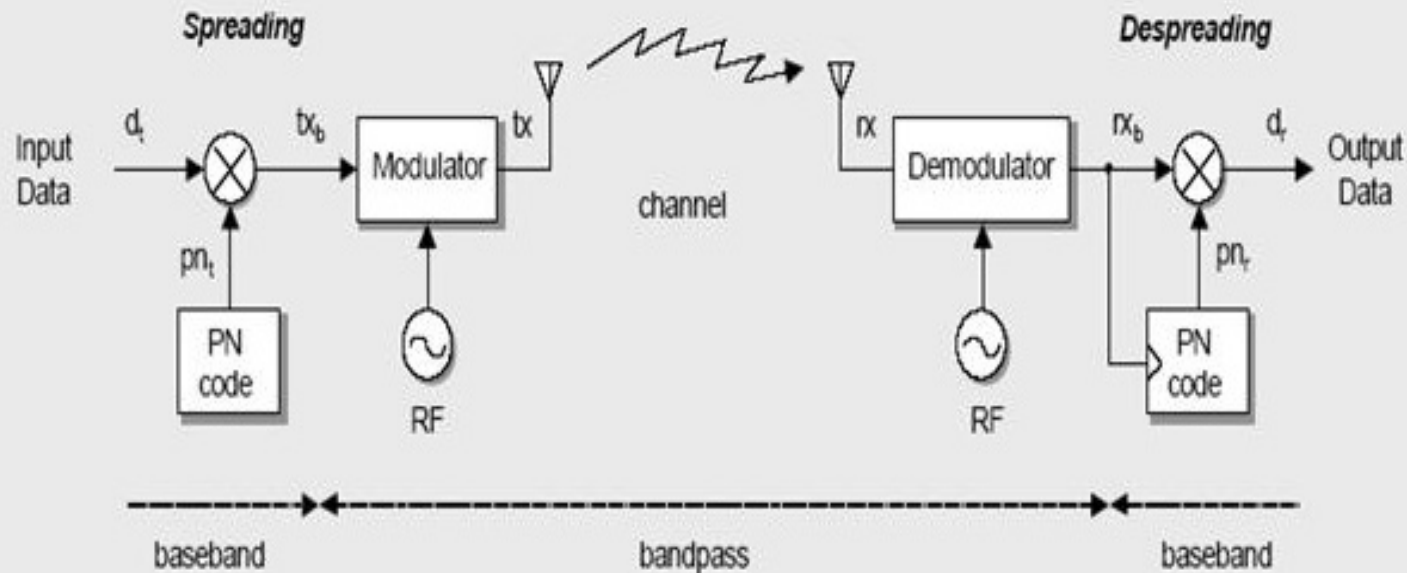 Spreading
Despreading
d_t
tx_b
tx
rx
rx_b
d_r
Input
Data
Modulator
channel
Demodulator
Output
Data
pn_t
pn_r
PN
code
RF
RF
PN
code
baseband
bandpass
baseband